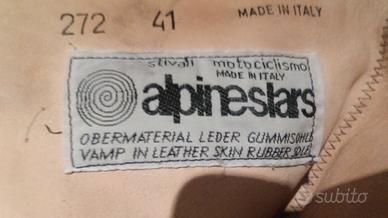 272 41 MADE IN ITALY
stivali motociclismo
MADE IN ITALY
alpinestars
OBERMATERIAL LEDER GUMMISOHLE
VAMP IN LEATHER SKIN RUBBER SOLE
subito